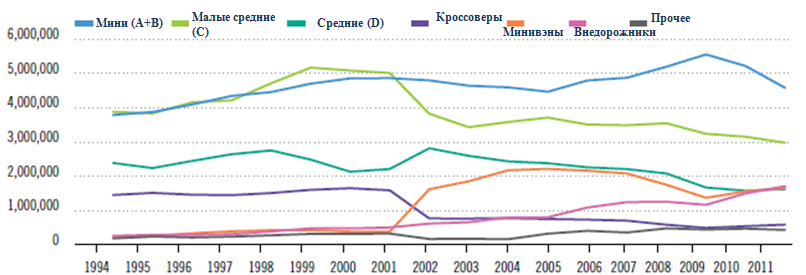 Мини (A+B)
Малые средние
(C)
Средние (D)
Кроссоверы
Минивэны
Внедорожники
Прочее
6,000,000
5,000,000
4,000,000
3,000,000
2,000,000
1,000,000
0
1994 1995 1996 1997 1998 1999 2000 2001 2002 2003 2004 2005 2006 2007 2008 2009 2010 2011